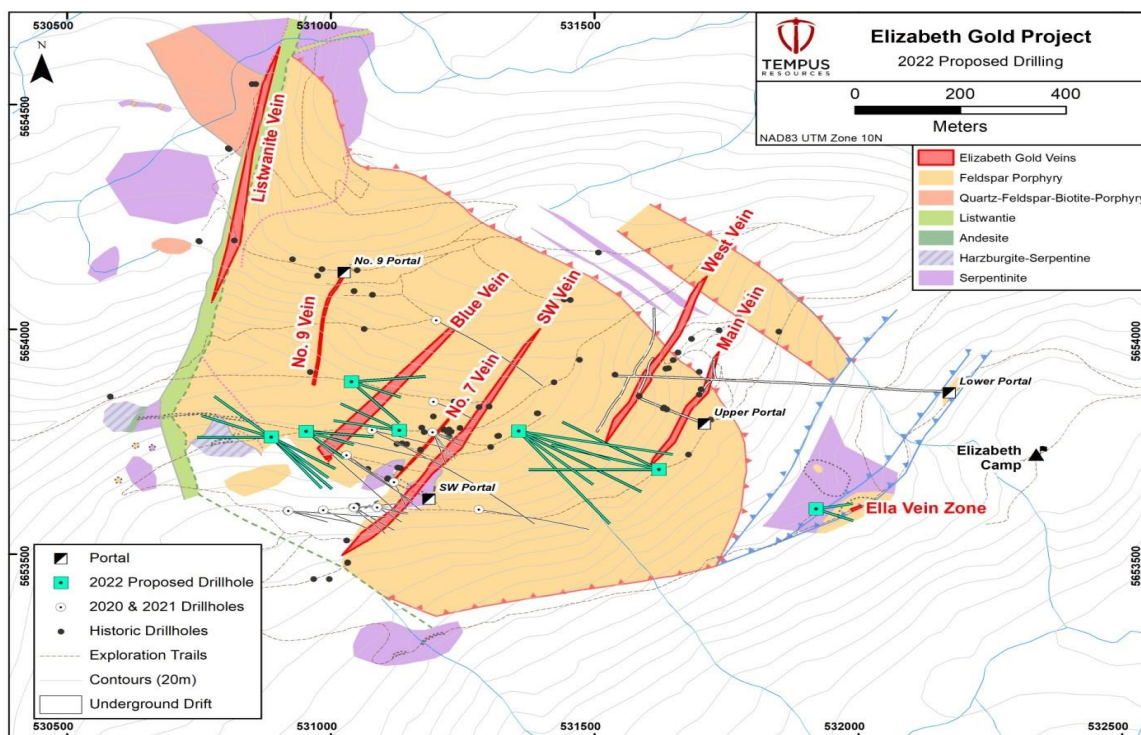 530500
531000
531500
N
5654500
5654000
5653500
TEMPUS
RESOURCES
Elizabeth Gold Project
2022 Proposed Drilling
0 200 400
Meters
NAD83 UTM Zone 10N
Elizabeth Gold Veins
Feldspar Porphyry
Quartz-Feldspar-Biotite-Porphyry
Listwantie
Andesite
Harzburgite-Serpentine
Serpentinite
Listwanite Vein
No. 9 Portal
No. 9 Vein
Blue Vein
No. 7 Vein
SW Vein
West Vein
Main Vein
Upper Portal
Lower Portal
SW Portal
Elizabeth
Camp
Ella Vein Zone
5654000
5653500
Portal
2022 Proposed Drillhole
2020 & 2021 Drillholes
Historic Drillholes
Exploration Trails
Contours (20m)
Underground Drift
530500
531000
531500
532000
532500